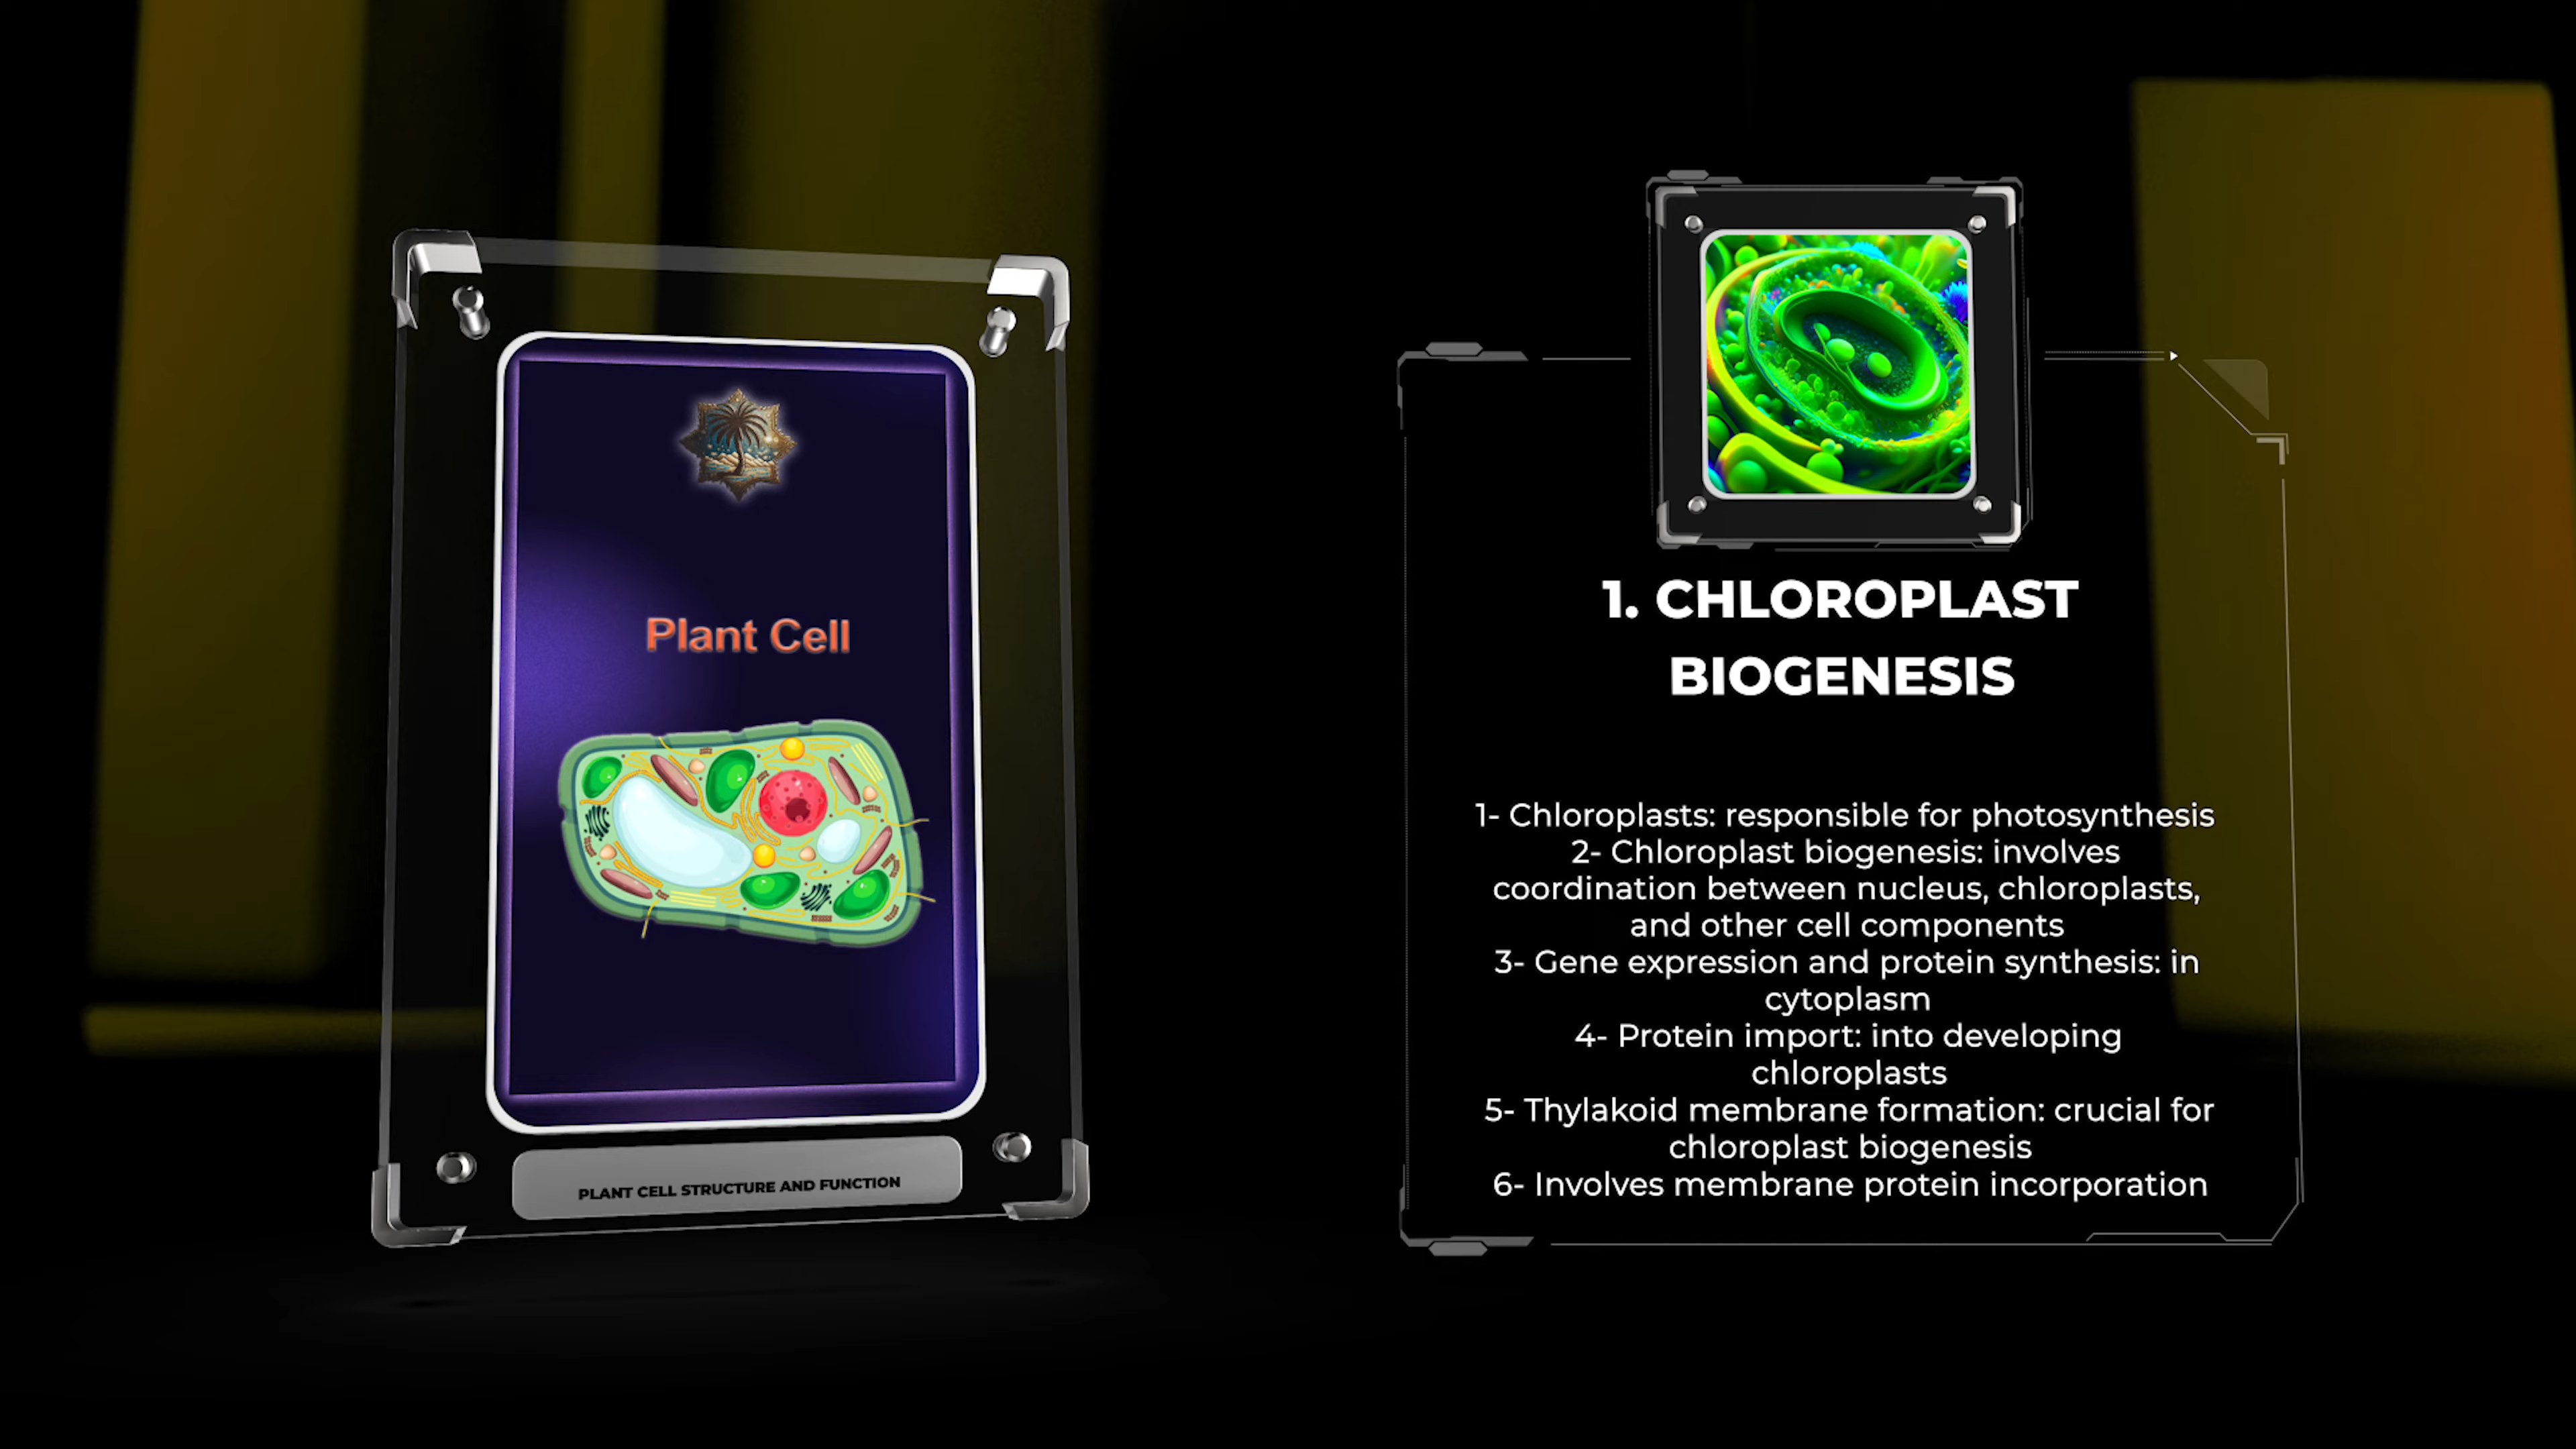 Plant Cell
PLANT CELL STRUCTURE AND FUNCTION
1. CHLOROPLAST
BIOGENESIS
1- Chloroplasts: responsible for photosynthesis
2- Chloroplast biogenesis: involves
coordination between nucleus, chloroplasts,
and other cell components
3- Gene expression and protein synthesis: in
cytoplasm
4- Protein import: into developing
chloroplasts
5- Thylakoid membrane formation: crucial for
chloroplast biogenesis
6- Involves membrane protein incorporation